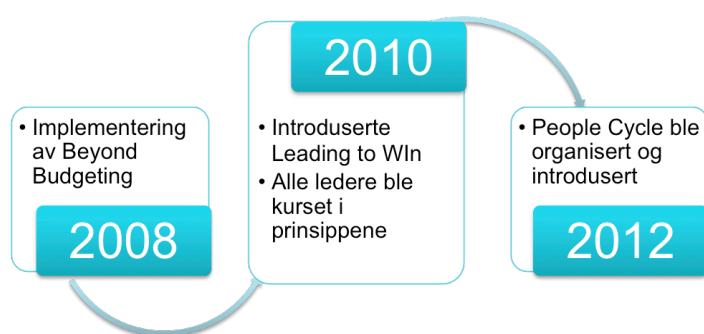 • Implementering
av Beyond
Budgeting
2008
2010
• Introduserte
Leading to WIn
• Alle ledere ble
kurset i
prinsippene
• People Cycle ble
organisert og
introdusert
2012